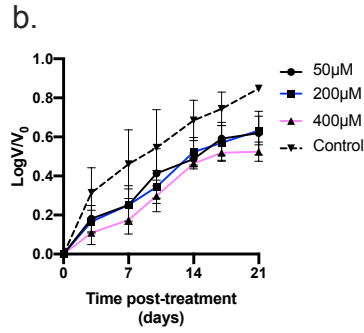 b.
LogV/V0
1.0
0.8
0.6
0.4
0.2
0.0
0 7 14 21
Time post-treatment
(days)
50µM
200µM
400µM
Control